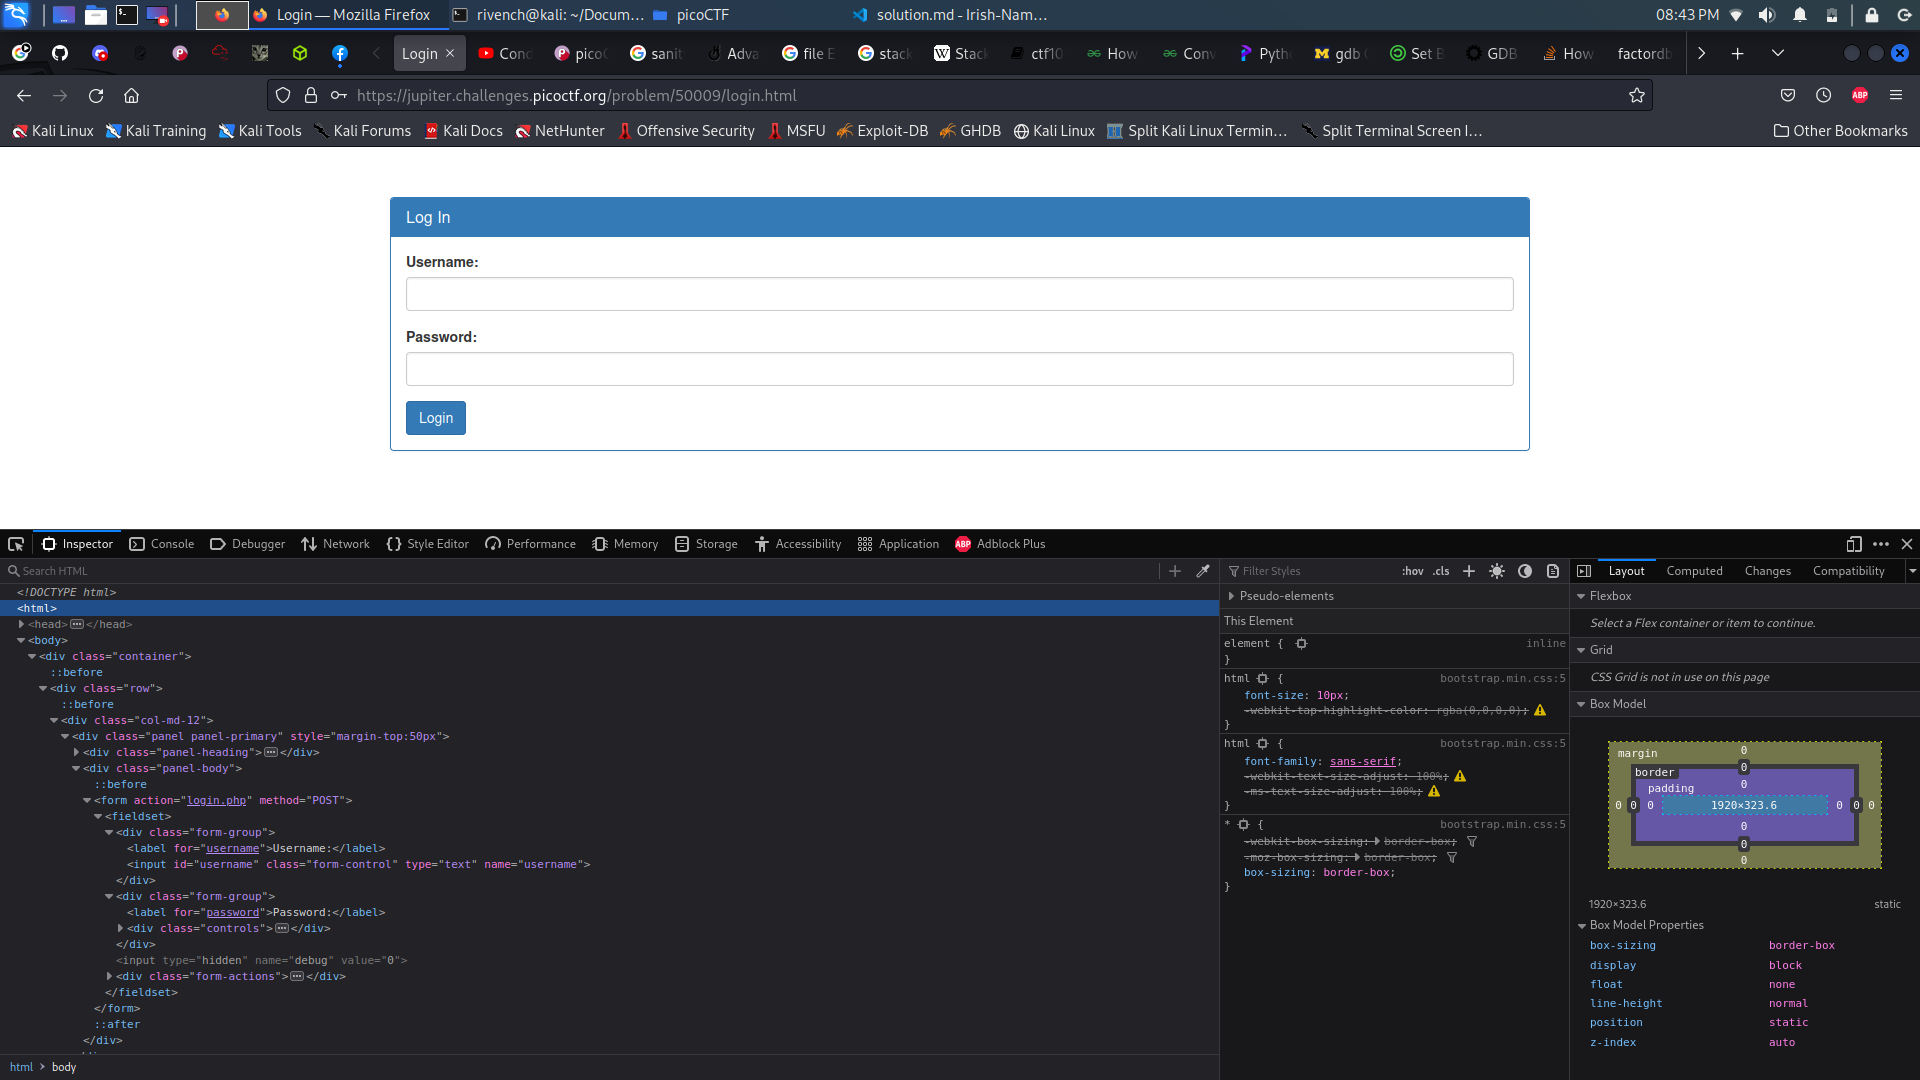 Login — Mozilla Firefox
rivench@kali: ~/Docum...
picoCTF
solution.md - Irish-Nam...
08:43 PM
Login
Conc
pico
sanit
Adva
file E
stack
Stac
ctf10
How
Conv
Pyth
gdb
Set B
GDB
How
factordb
https://jupiter.challenges.picoctf.org/problem/50009/login.html
ABP
Kali Linux
Kali Training
Kali Tools
Kali Forums
Kali Docs
NetHunter
Offensive Security
MSFU
Exploit-DB
GHDB
Kali Linux
Split Kali Linux Termin...
Split Terminal Screen I...
Other Bookmarks
Log In
Username:
Password:
Login
Inspector
Console
Debugger
Network
Style Editor
Performance
Memory
Storage
Accessibility
Application
ABP
Adblock Plus
Search HTML
<!DOCTYPE html>
<html>
<head></head>
<body>
<div class="container">
::before
<div class="row">
::before
<div class="col-md-12">
<div class="panel panel-primary" style="margin-top:50px">
<div class="panel-heading"></div>
<div class="panel-body">
::before
<form action="login.php" method="POST">
<fieldset>
<div class="form-group">
<label for="username">Username:</label>
<input id="username" class="form-control" type="text" name="username">
</div>
<div class="form-group">
<label for="password">Password:</label>
<div class="controls"></div>
</div>
<input type="hidden" name="debug" value="0">
<div class="form-actions"></div>
</fieldset>
</form>
::after
</div>
html
body
Filter Styles
:hov
.cls
Pseudo-elements
This Element
element {
inline
}
html {
bootstrap.min.css:5
font-size: 10px;
-webkit-tap-highlight-color: rgba(0,0,0,0);
}
html {
bootstrap.min.css:5
font-family: sans-serif;
-webkit-text-size-adjust: 100%;
-ms-text-size-adjust: 100%;
}
* {
bootstrap.min.css:5
-webkit-box-sizing: border-box;
-moz-box-sizing: border-box;
box-sizing: border-box;
}
Layout
Computed
Changes
Compatibility
Flexbox
Select a Flex container or item to continue.
Grid
CSS Grid is not in use on this page
Box Model
margin
0
border
0
padding
0
0 0 0 1920×323.6 0 0 0
0
0
0
1920×323.6
static
Box Model Properties
box-sizing border-box
display block
float none
line-height normal
position static
z-index auto